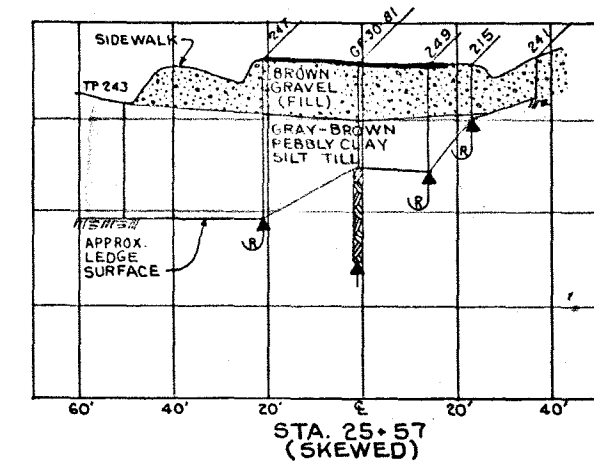 SIDEWALK
247
GF 30-81
249
215
241
TP 243
BROWN
GRAVEL
(FILL)
GRAY-BROWN
PEBBLY CLAY
SILT TILL
R
R
R
APPROX.
LEDGE
SURFACE
60' 40' 20' ℄ 20' 40'
STA. 25+57
(SKEWED)